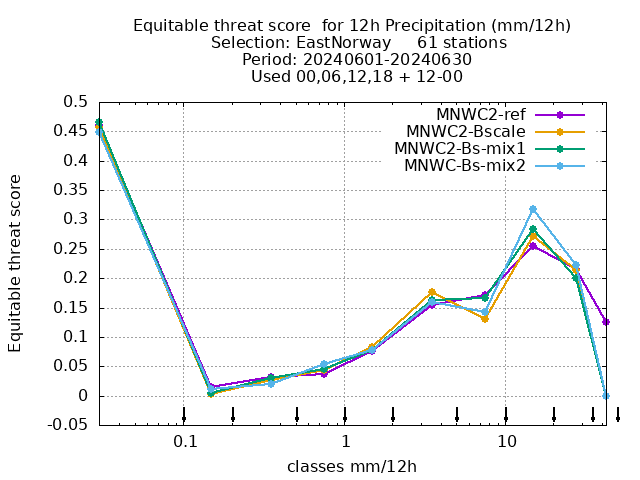 Equitable threat score  for 12h Precipitation (mm/12h)
Selection: EastNorway     61 stations
Period: 20240601-20240630
Used 00,06,12,18 + 12-00
MNWC2-ref
MNWC2-Bscale
MNWC2-Bs-mix1
MNWC-Bs-mix2
Equitable threat score
0.5
0.45
0.4
0.35
0.3
0.25
0.2
0.15
0.1
0.05
0
-0.05
0.1 1 10
classes mm/12h